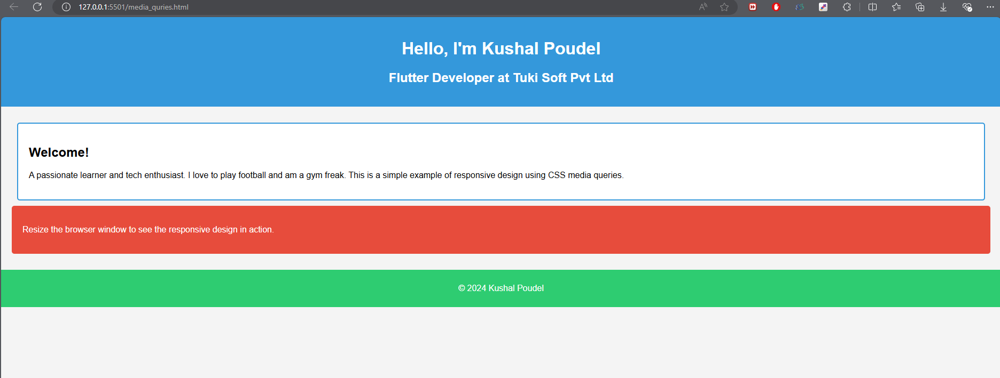 127.0.0.1:5501/media_quries.html
Hello, I'm Kushal Poudel
Flutter Developer at Tuki Soft Pvt Ltd
Welcome!
A passionate learner and tech enthusiast. I love to play football and am a gym freak. This is a simple example of responsive design using CSS media queries.
Resize the browser window to see the responsive design in action.
© 2024 Kushal Poudel